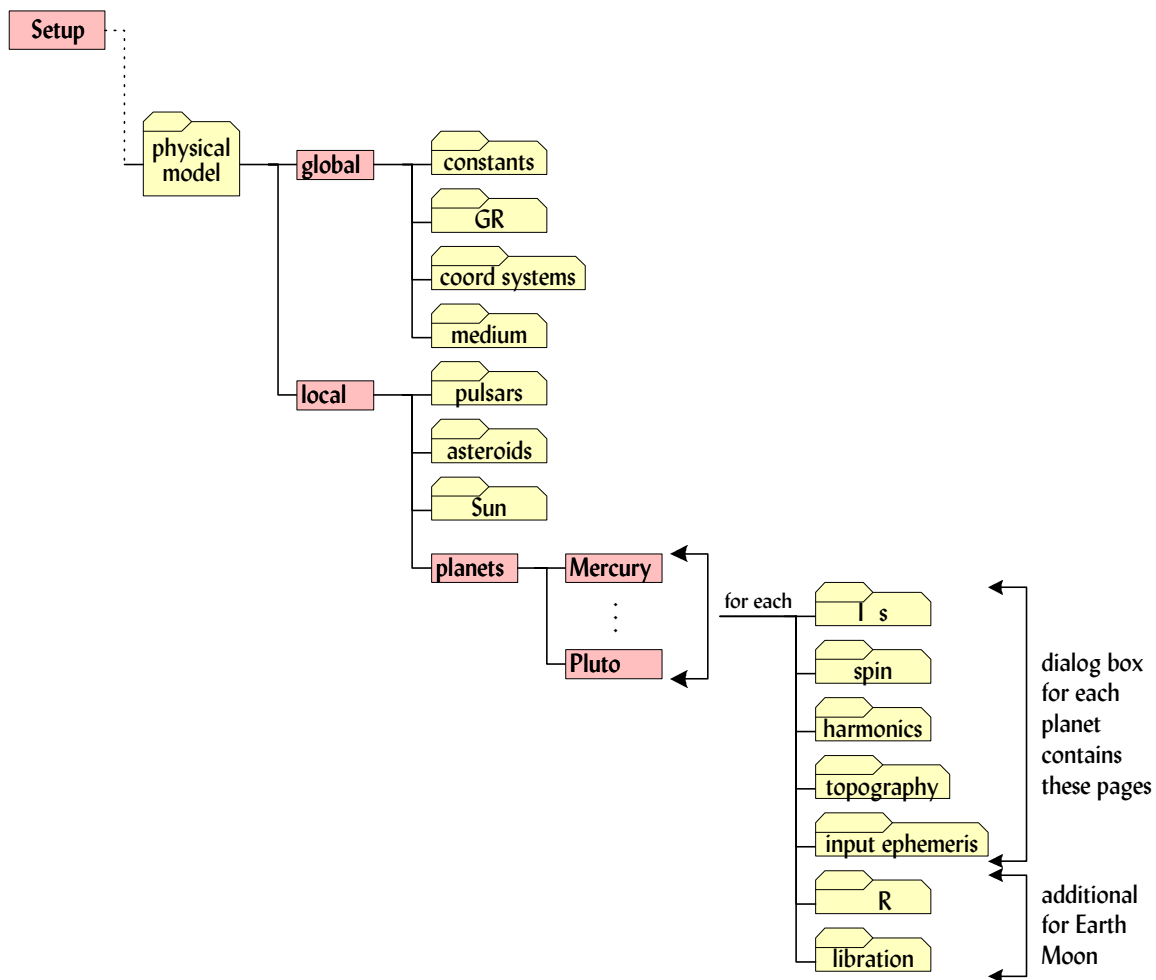 Setup
physical
model
global
constants
GR
coord systems
medium
local
pulsars
asteroids
Sun
planets
Mercury
Pluto
for each
I s
spin
harmonics
topography
input ephemeris
R
libration
dialog box
for each
planet
contains
these pages
additional
for Earth
Moon